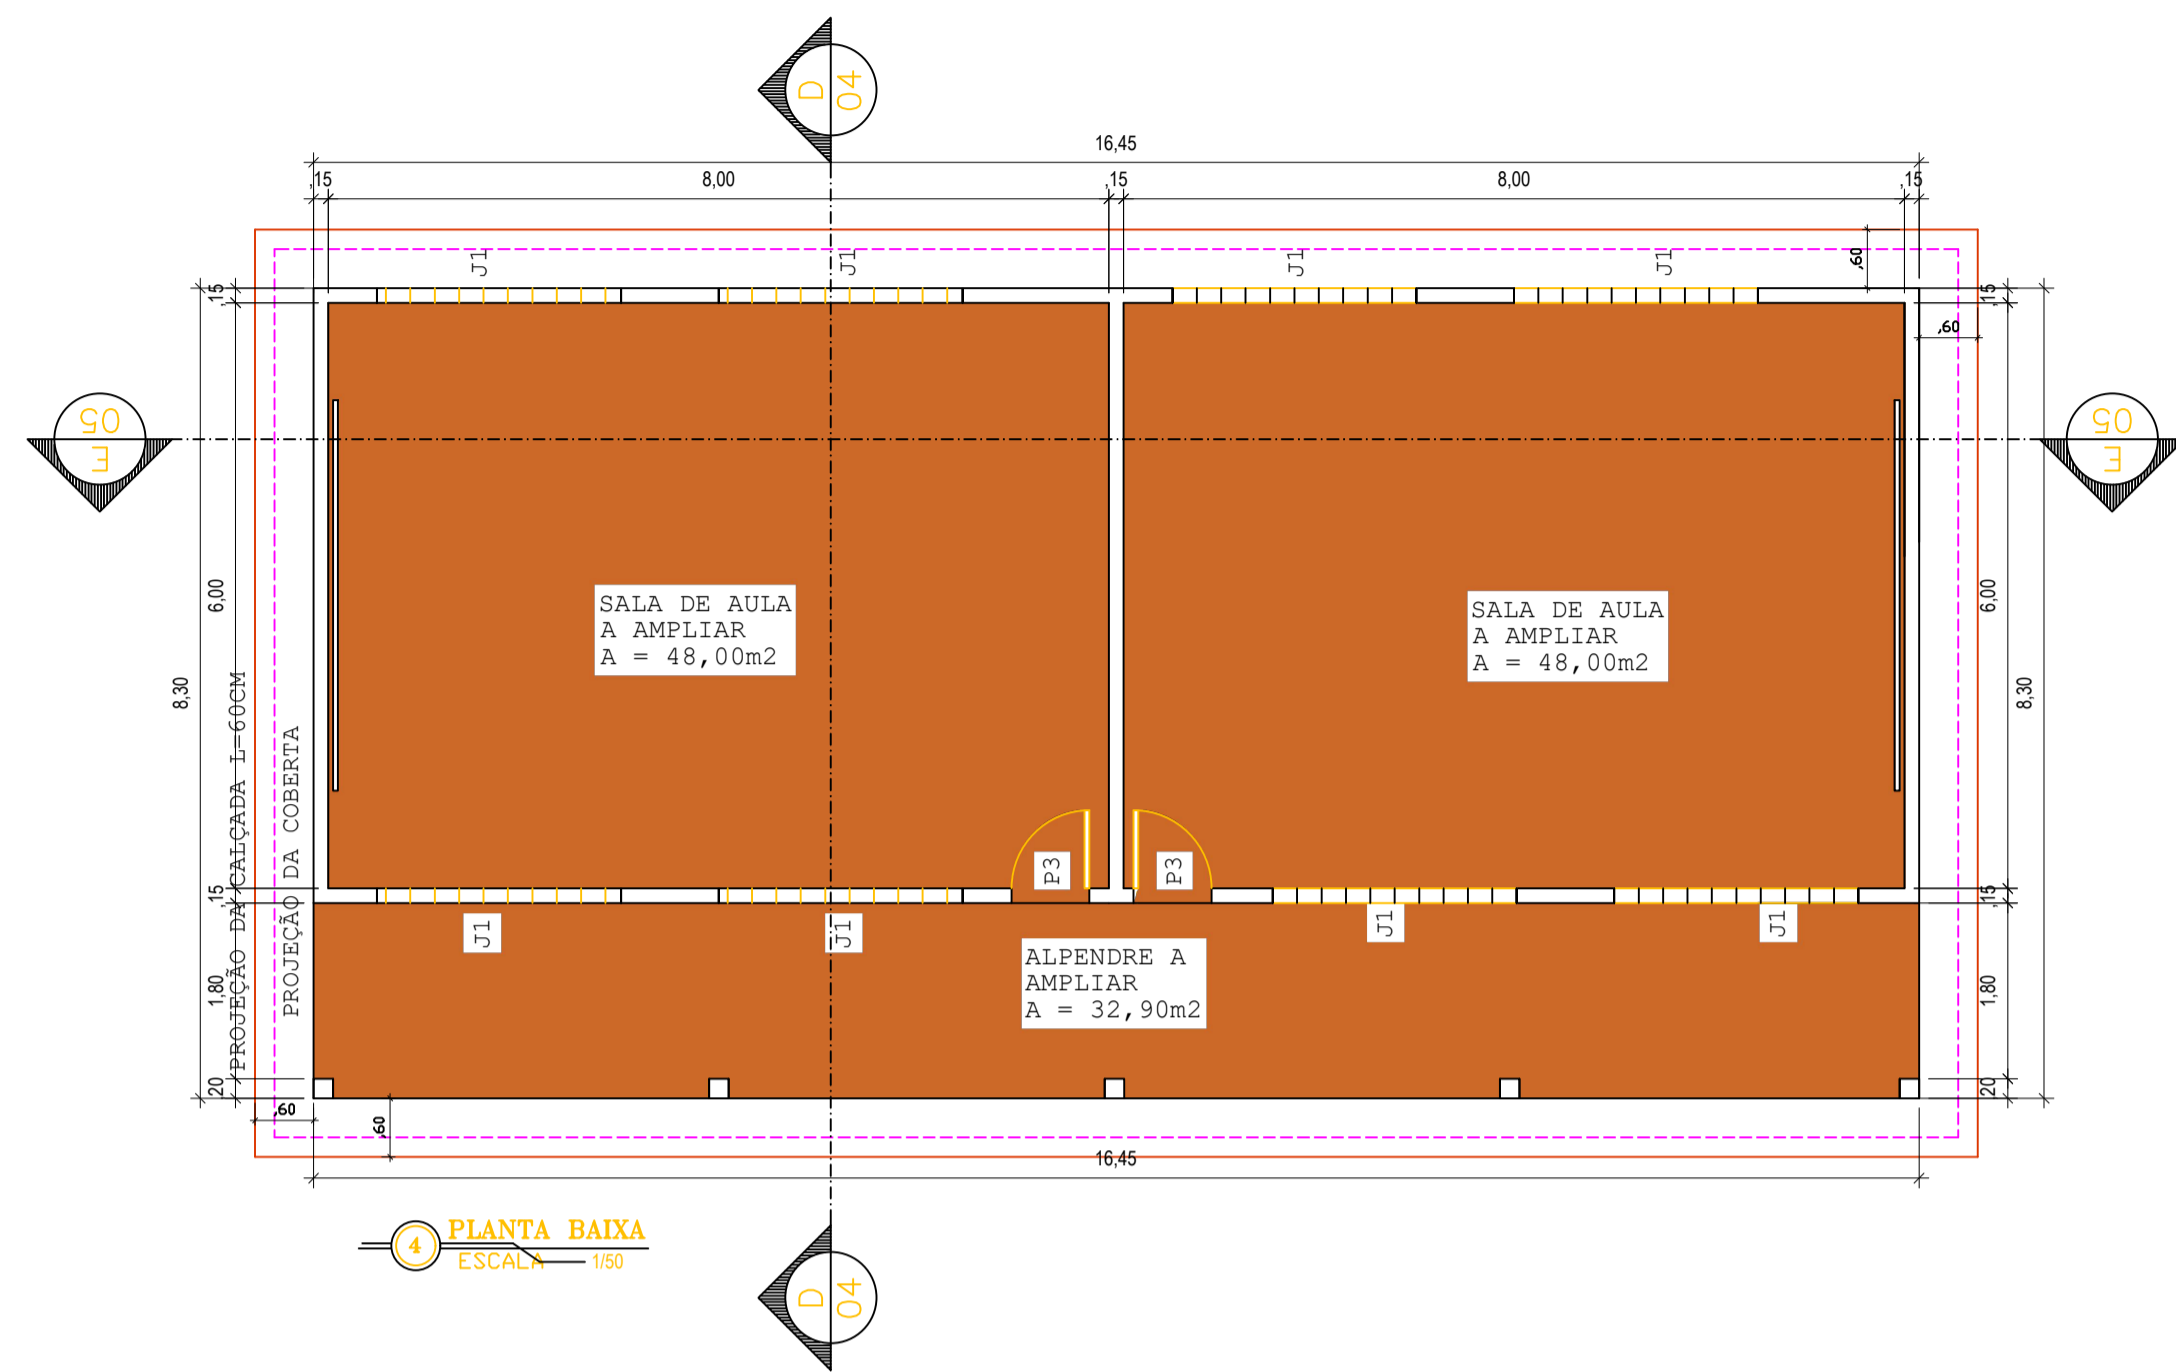 D
04
16,45
,15
8,00
,15
8,00
,15
J1
J1
J1
J1
,60
,15
,15
,60
05
E
05
E
6,00
6,00
SALA DE AULA
A AMPLIAR
A = 48,00m2
SALA DE AULA
A AMPLIAR
A = 48,00m2
8,30
8,30
PROJEÇÃO DA CALÇADA L=60CM
PROJEÇÃO DA COBERTA
P3
P3
,15
,15
J1
J1
J1
J1
ALPENDRE A
AMPLIAR
A = 32,90m2
1,80
1,80
,20
,20
,60
,60
16,45
4
PLANTA BAIXA
ESCALA 1/50
D
04